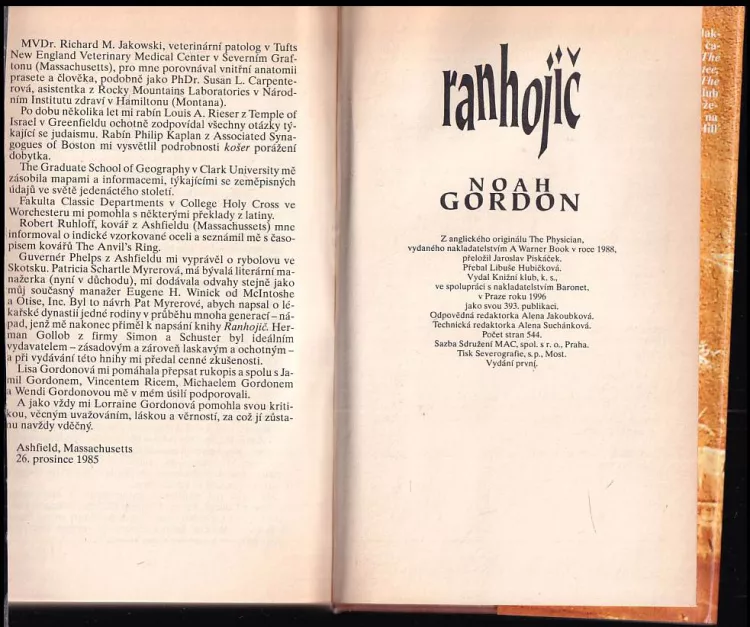 MVDr. Richard M. Jakowski, veterinární patolog v Tufts
New England Veterinary Medical Center v Severním Graf-
tonu (Massachusetts), pro mne porovnával vnitřní anatomii
prasete a člověka, podobně jako PhDr. Susan L. Carpente-
rová, asistentka z Rocky Mountains Laboratories v Národ-
ním Institutu zdraví v Hamiltonu (Montana).
Po dobu několika let mi rabín Louis A. Rieser z Temple of
Israel v Greenfieldu ochotně zodpovídal všechny otázky tý-
kající se judaismu. Rabín Philip Kaplan z Associated Syna-
gogues of Boston mi vysvětlil podrobnosti košer porážení
dobytka.
The Graduate School of Geography v Clark University mě
zásobila mapami a informacemi, týkajícími se zeměpisných
údajů ve světě jedenáctého století.
Fakulta Classic Departments v College Holy Cross ve
Worchesteru mi pomohla s některými překlady z latiny.
Robert Ruhloff, kovář z Ashfieldu (Massachussets) mne
informoval o indické vzorkované oceli a seznámil mě s časo-
pisem kovářů The Anvil's Ring.
Guvernér Phelps z Ashfieldu mi vyprávěl o rybolovu ve
Skotsku. Patricia Schartle Myrerová, má bývalá literární ma-
nažerka (nyní v důchodu), mi dodávala odvahy stejně jako
můj současný manažer Eugene H. Winick od McIntoshe
a Otise, Inc. Byl to návrh Pat Myrerové, abych napsal o lé-
kařské dynastii jedné rodiny v průběhu mnoha generací – ná-
pad, jenž mě nakonec přiměl k napsání knihy Ranhojič. Her-
man Gollob z firmy Simon a Schuster byl ideálním
vydavatelem – zásadovým a zároveň laskavým a ochotným –
a při vydávání této hnihy mi předal cenné zkušenosti.
Lisa Gordonová mi pomáhala přepsat rukopis a spolu s Ja-
mil Gordonem, Vincentem Ricem, Michaelem Gordonem
a Wendi Gordonovou mě v mém úsilí podporovali.
A jako vždy mi Lorraine Gordonová pomohla svou kriti-
kou, věcným uvažováním, láskou a věrností, za což jí zůsta-
nu navždy vděčný.
Ashfield, Massachusetts
26. prosince 1985
ranhojič
NOAH
GORDON
Z anglického originálu The Physician,
vydaného nakladatelstvím A Warner Book v roce 1988,
přeložil Jaroslav Piskáček.
Přebal Libuše Hubičková.
Vydal Knižní klub, k. s.,
ve spolupráci s nakladatelstvím Baronet,
v Praze roku 1996
jako svou 393. publikaci.
Odpovědná redaktorka Alena Jakoubková.
Technická redaktorka Alena Suchánková.
Počet stran 544.
Sazba Sdružení MAC, spol. s r. o., Praha.
Tisk Severografie, s.p., Most.
Vydání první.